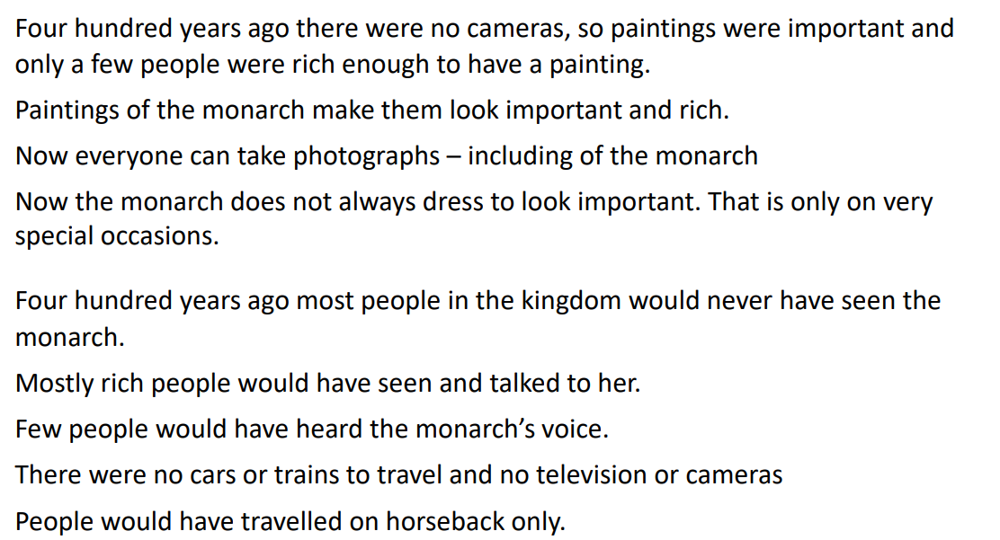 Four hundred years ago there were no cameras, so paintings were important and
only a few people were rich enough to have a painting.
Paintings of the monarch make them look important and rich.
Now everyone can take photographs – including of the monarch
Now the monarch does not always dress to look important. That is only on very
special occasions.
Four hundred years ago most people in the kingdom would never have seen the
monarch.
Mostly rich people would have seen and talked to her.
Few people would have heard the monarch’s voice.
There were no cars or trains to travel and no television or cameras
People would have travelled on horseback only.